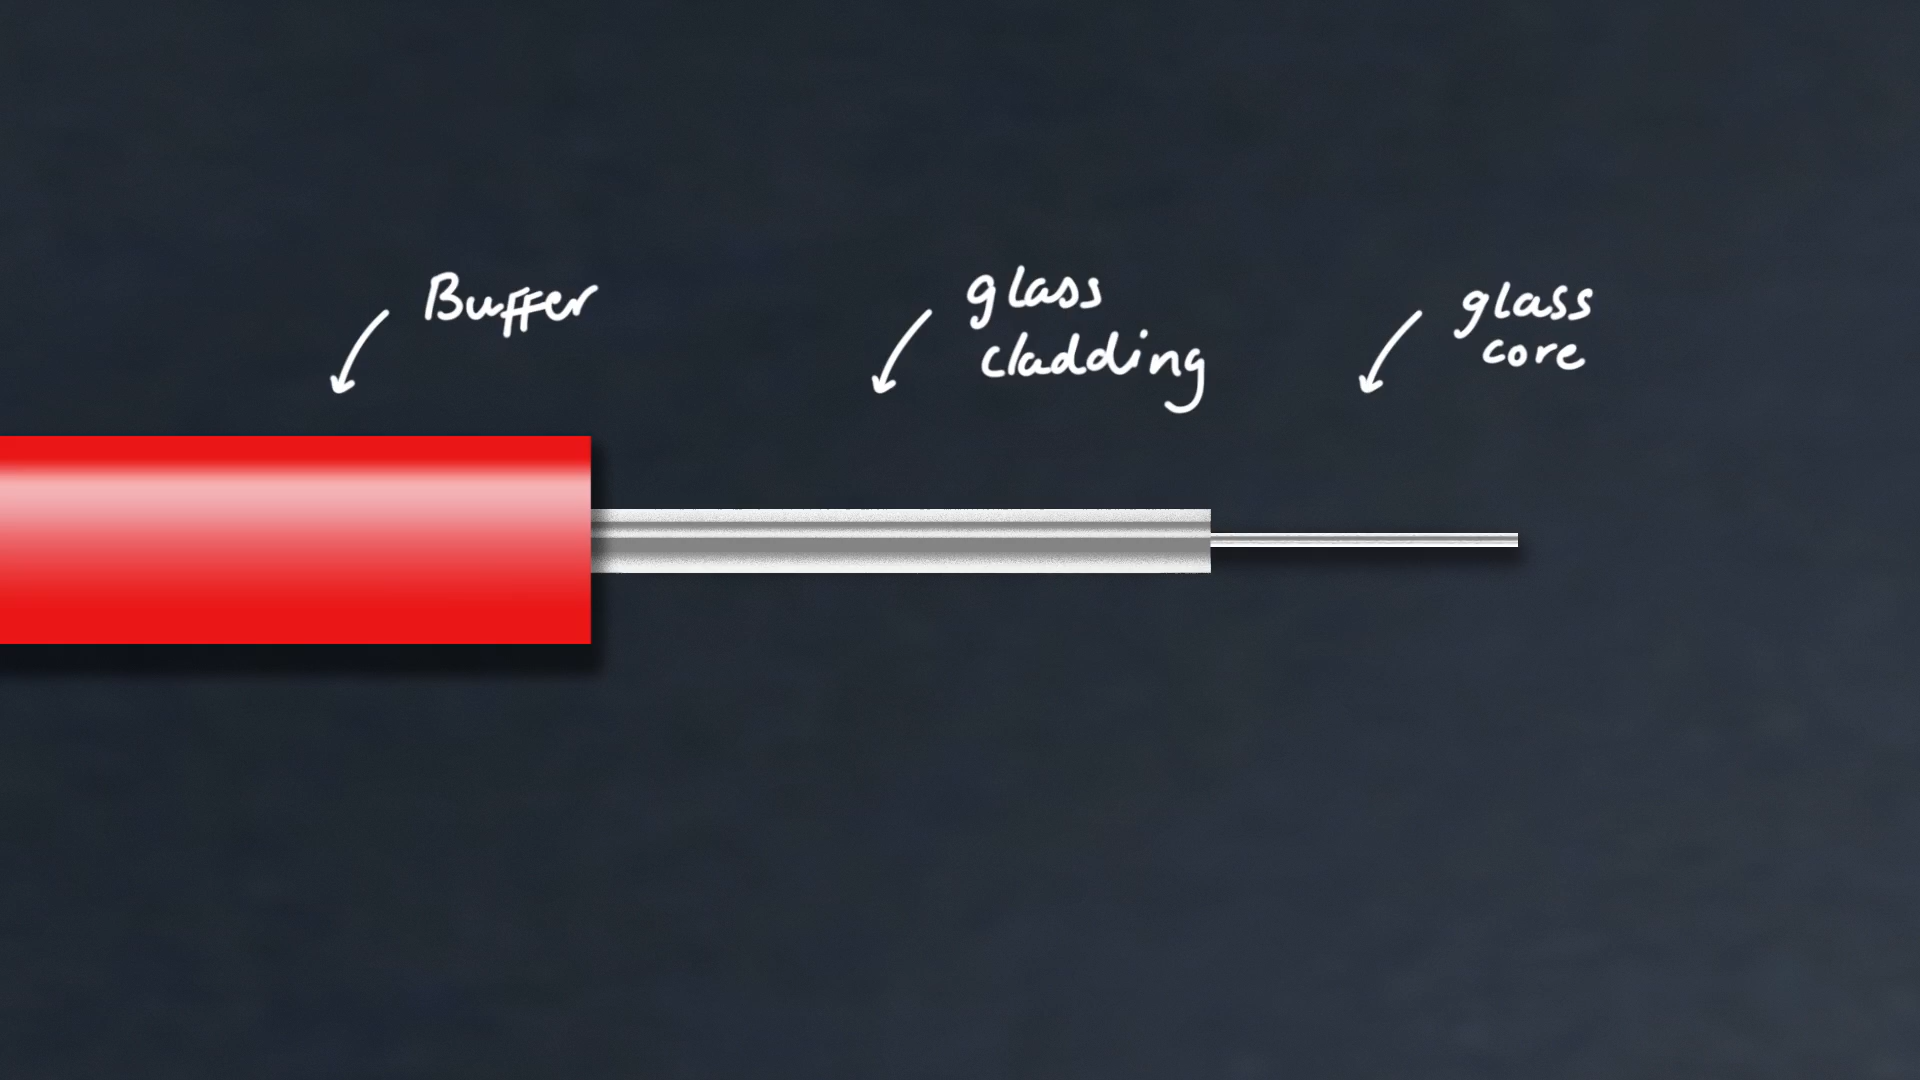 Buffer
glass
cladding
glass
core